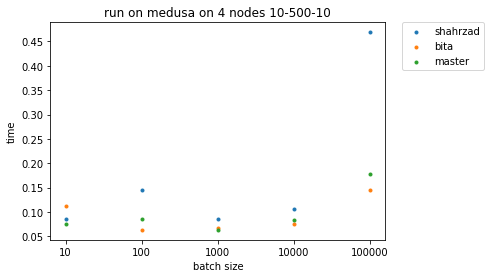 run on medusa on 4 nodes 10-500-10
shahrzad
bita
master
0.45
0.40
0.35
0.30
0.25
0.20
0.15
0.10
0.05
time
10 100 1000 10000 100000
batch size